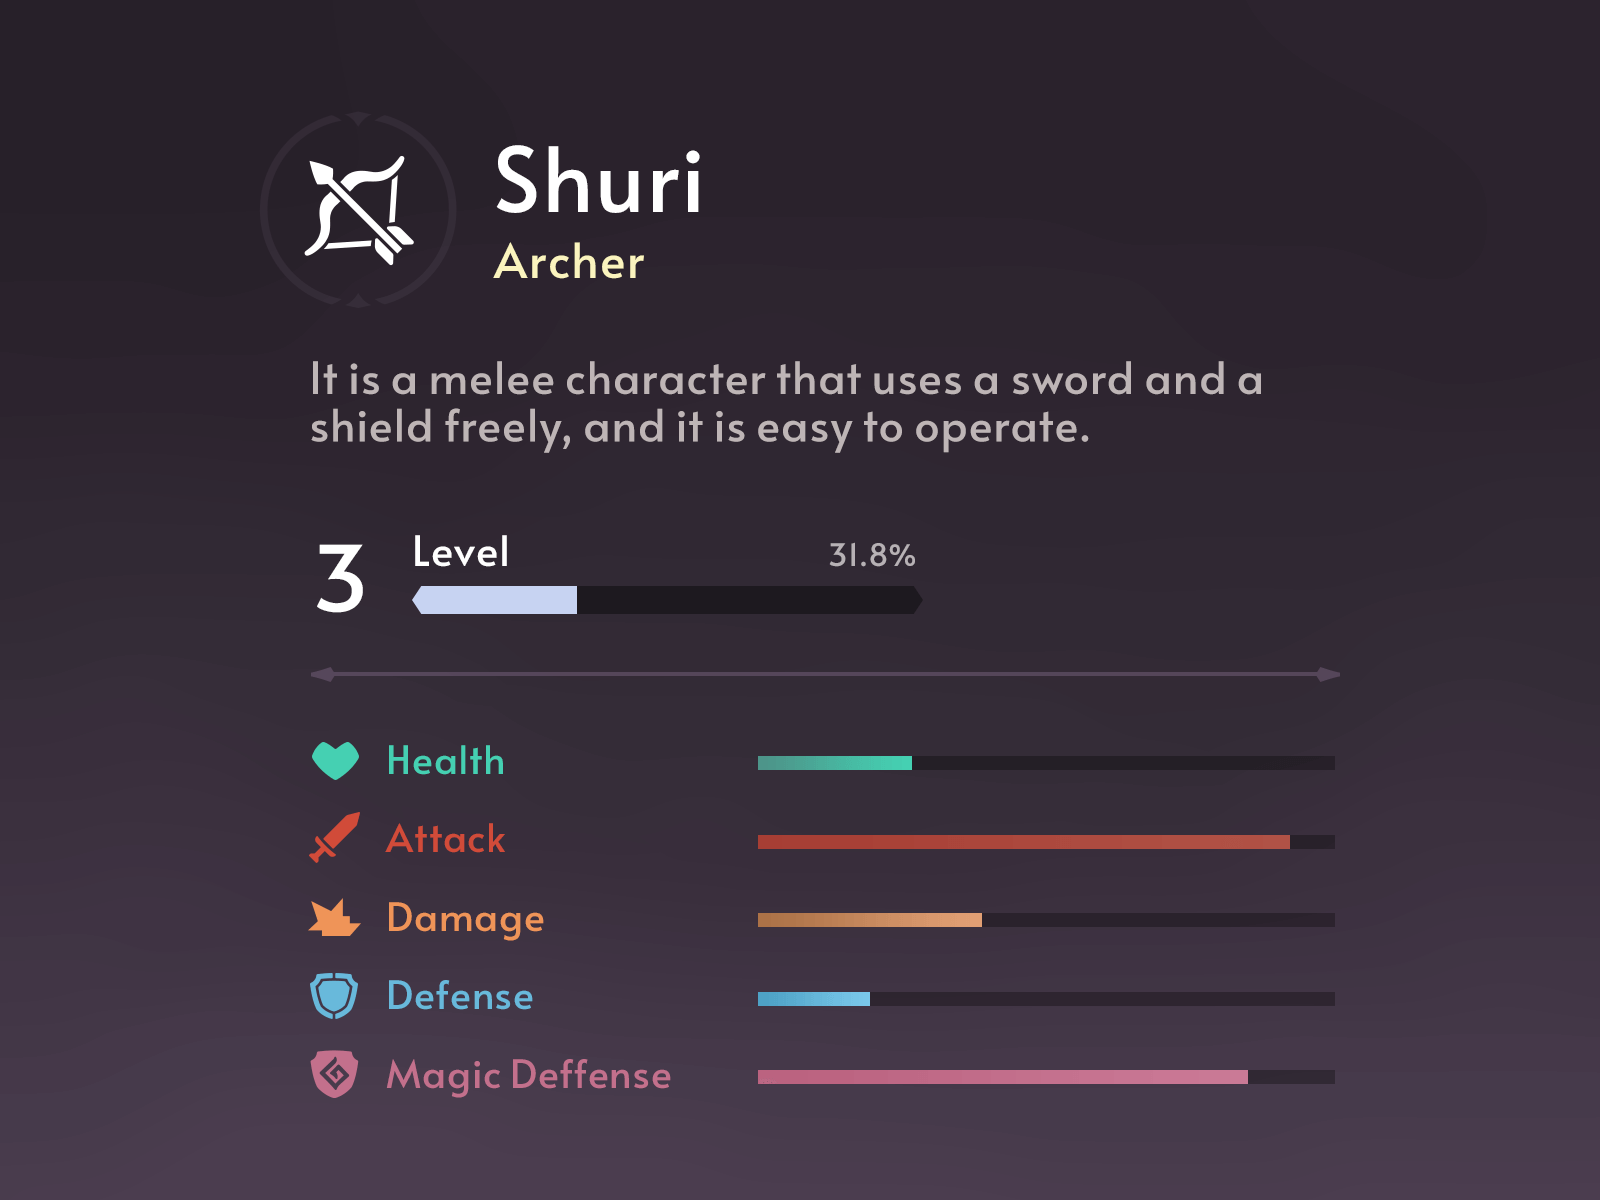 Shuri
Archer
It is a melee character that uses a sword and a
shield freely, and it is easy to operate.
3
Level
31.8%
Health
Attack
Damage
Defense
Magic Deffense